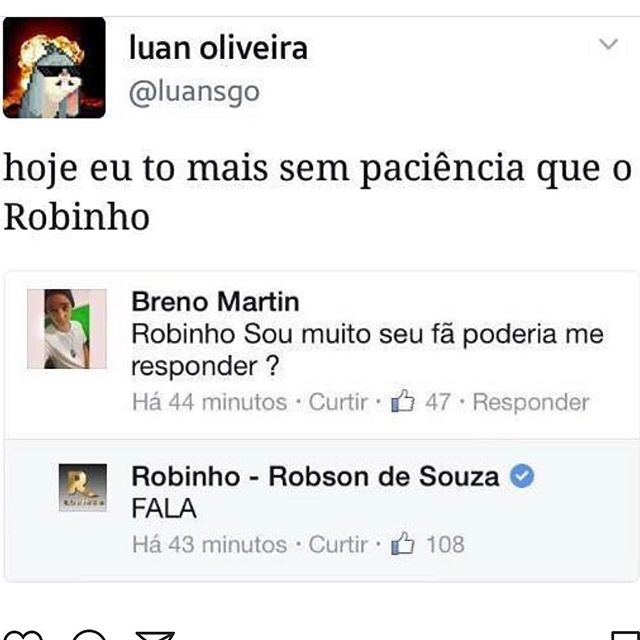 luan oliveira
@luansgo
hoje eu to mais sem paciência que o
Robinho
Breno Martin
Robinho Sou muito seu fã poderia me
responder ?
Há 44 minutos · Curtir · 47 · Responder
Robinho - Robson de Souza
FALA
Há 43 minutos · Curtir · 108